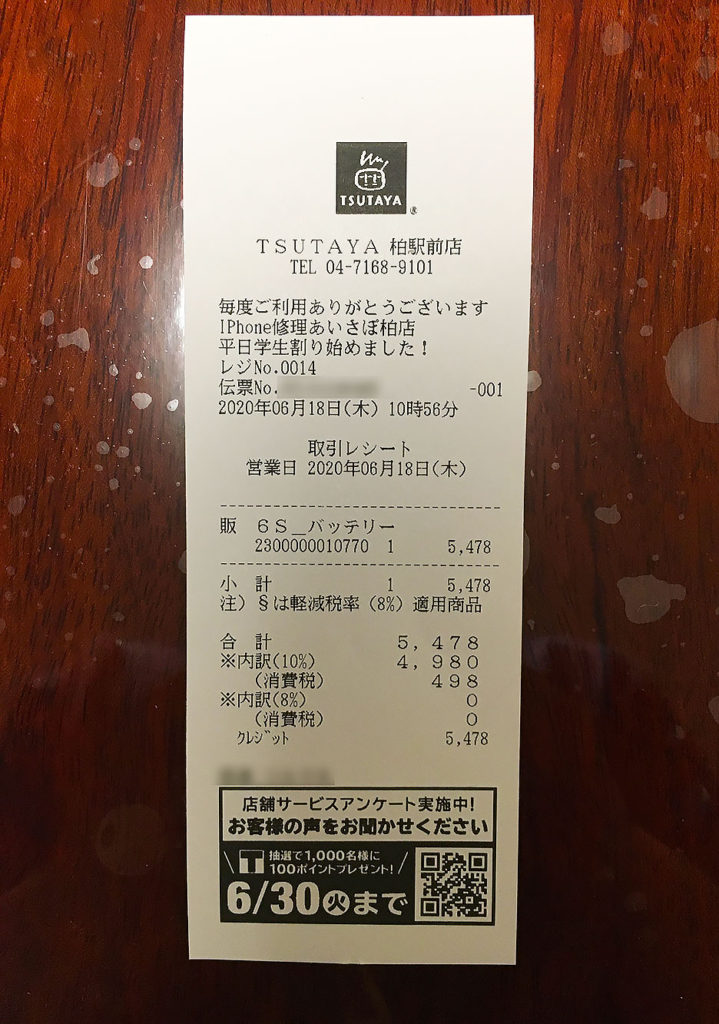 TSUTAYA
®
ＴＳＵＴＡＹＡ 柏駅前店
TEL 04-7168-9101
毎度ご利用ありがとうございます
IPhone修理あいさぽ柏店
平日学生割り始めました！
レジNo.0014
伝票No. -001
2020年06月18日(木) 10時56分
取引レシート
営業日 2020年06月18日(木)
販 ６Ｓ＿バッテリー
2300000010770 1 5,478
小 計 1 5,478
注）§は軽減税率（8%）適用商品
合 計 ５，４７８
※内訳(10%) ４，９８０
(消費税) ４９８
※内訳(8%) ０
(消費税) ０
ｸﾚｼﾞｯﾄ 5,478
店舗サービスアンケート実施中!
お客様の声をお聞かせください
T 抽選で1,000名様に
100ポイントプレゼント!
6/30火まで